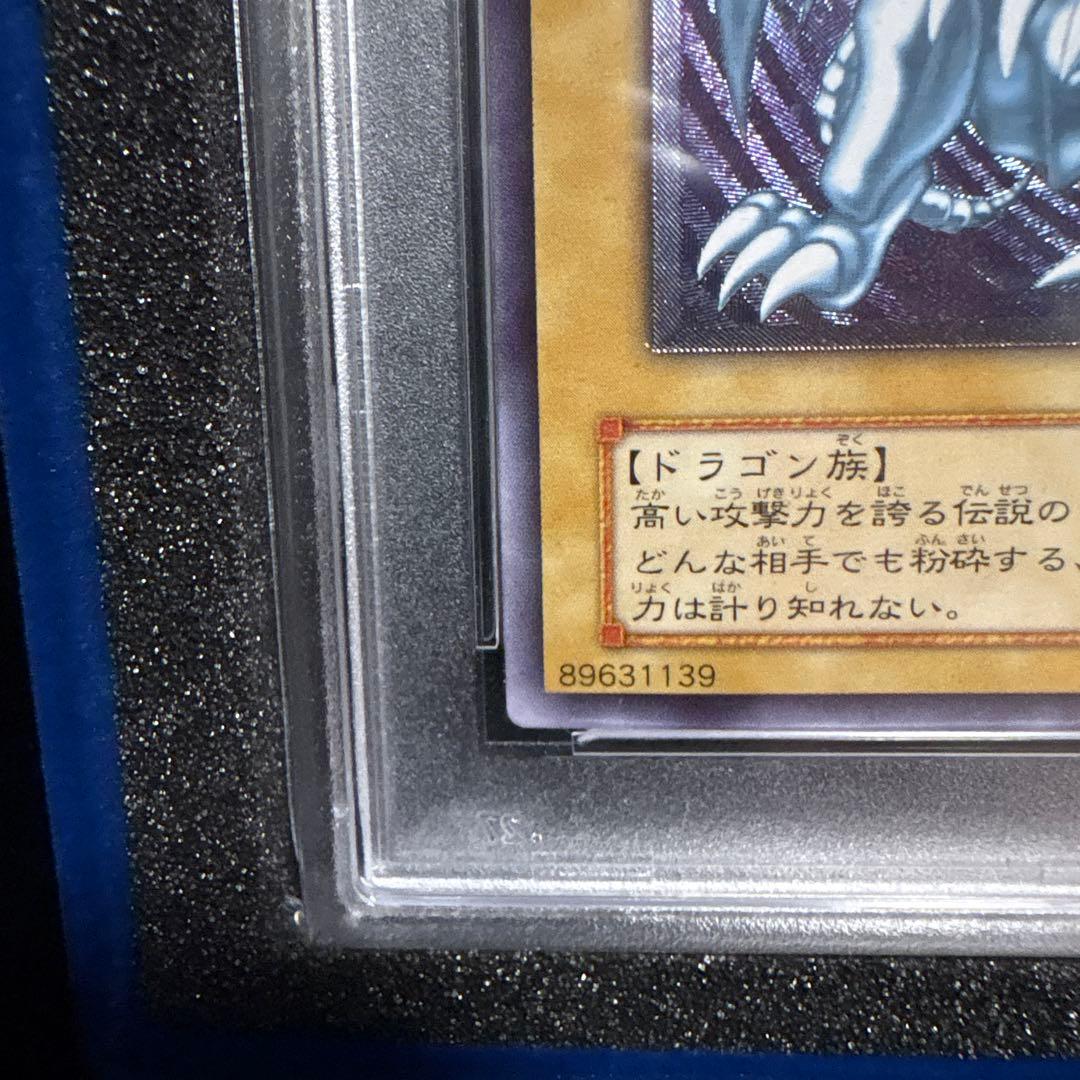 【ドラゴン族】
高い攻撃力を誇る伝説の
どんな相手でも粉砕する、
力は計り知れない。
89631139